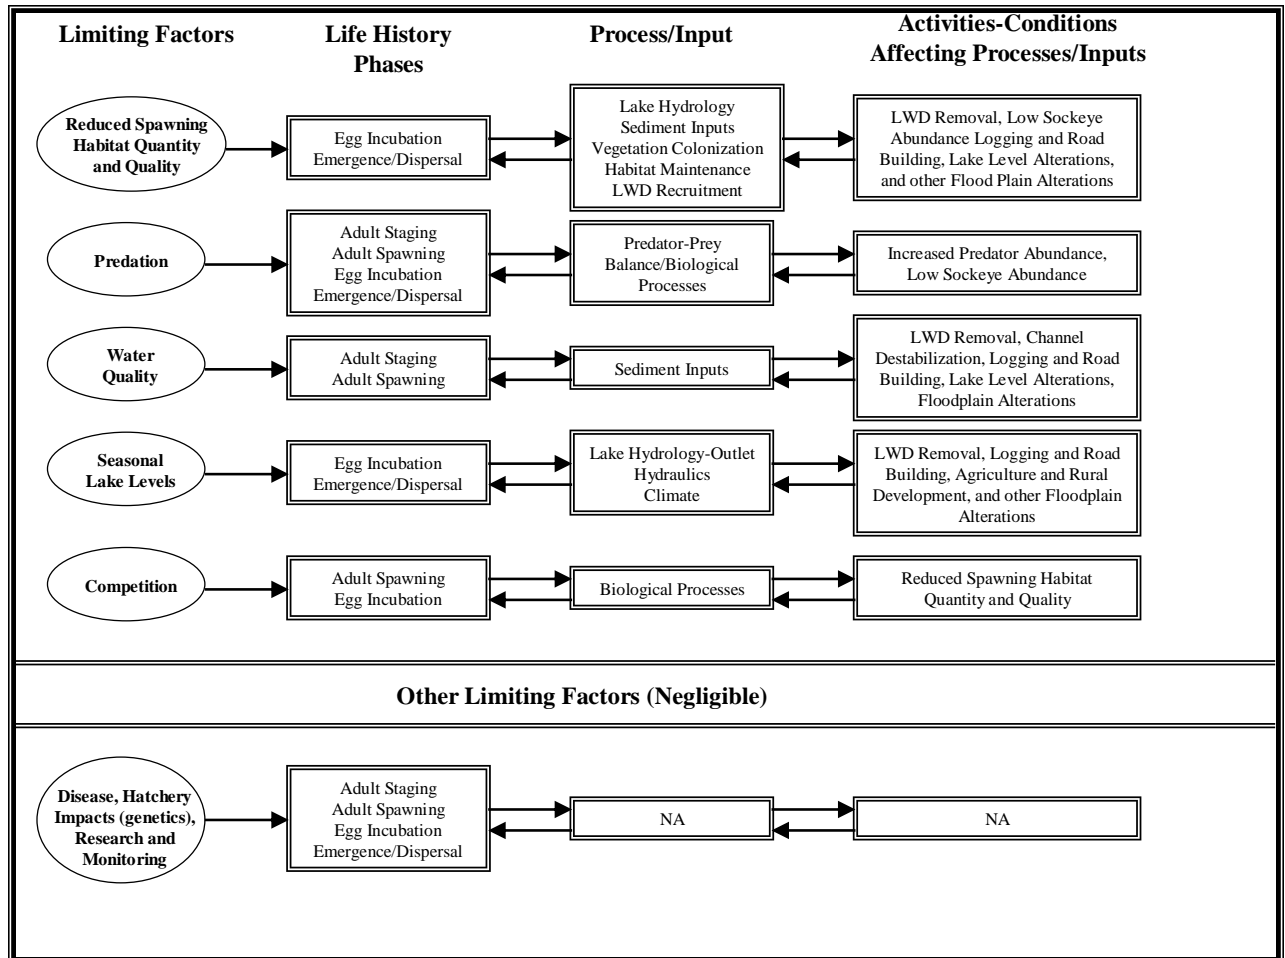 Limiting Factors
Life History
Phases
Process/Input
Activities-Conditions
Affecting Processes/Inputs
Reduced Spawning
Habitat Quantity
and Quality
Egg Incubation
Emergence/Dispersal
Lake Hydrology
Sediment Inputs
Vegetation Colonization
Habitat Maintenance
LWD Recruitment
LWD Removal, Low Sockeye
Abundance Logging and Road
Building, Lake Level Alterations,
and other Flood Plain Alterations
Predation
Adult Staging
Adult Spawning
Egg Incubation
Emergence/Dispersal
Predator-Prey
Balance/Biological
Processes
Increased Predator Abundance,
Low Sockeye Abundance
Water
Quality
Adult Staging
Adult Spawning
Sediment Inputs
LWD Removal, Channel
Destabilization, Logging and Road
Building, Lake Level Alterations,
Floodplain Alterations
Seasonal
Lake Levels
Egg Incubation
Emergence/Dispersal
Lake Hydrology-Outlet
Hydraulics
Climate
LWD Removal, Logging and Road
Building, Agriculture and Rural
Development, and other Floodplain
Alterations
Competition
Adult Spawning
Egg Incubation
Biological Processes
Reduced Spawning Habitat
Quantity and Quality
Other Limiting Factors (Negligible)
Disease, Hatchery
Impacts (genetics),
Research and
Monitoring
Adult Staging
Adult Spawning
Egg Incubation
Emergence/Dispersal
NA
NA